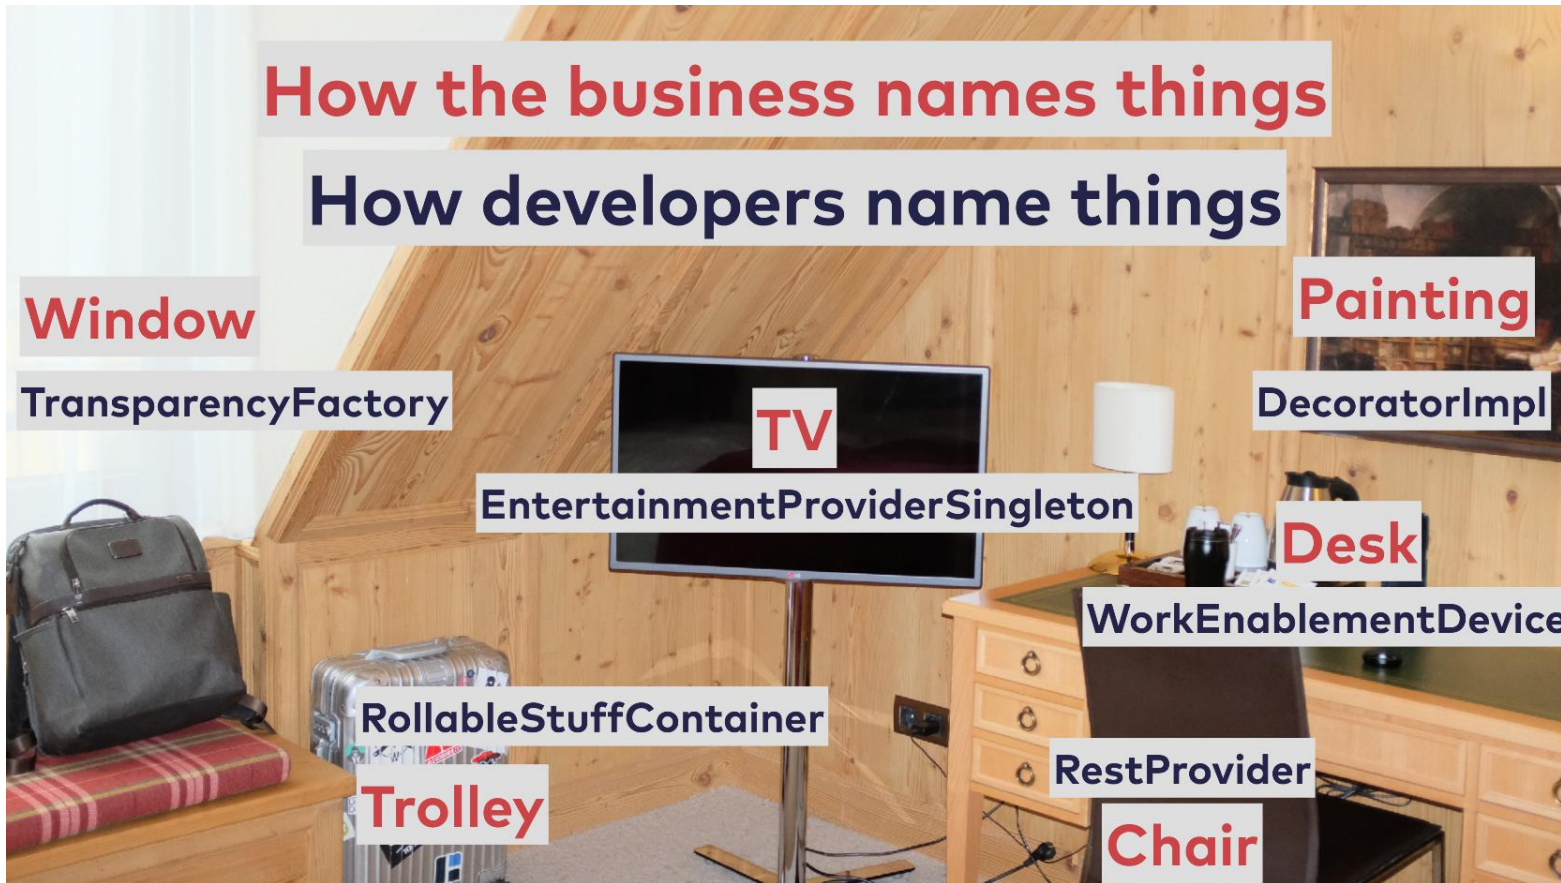 How the business names things
How developers name things
Window
TransparencyFactory
Painting
DecoratorImpl
TV
EntertainmentProviderSingleton
Desk
WorkEnablementDevice
RollableStuffContainer
Trolley
RestProvider
Chair